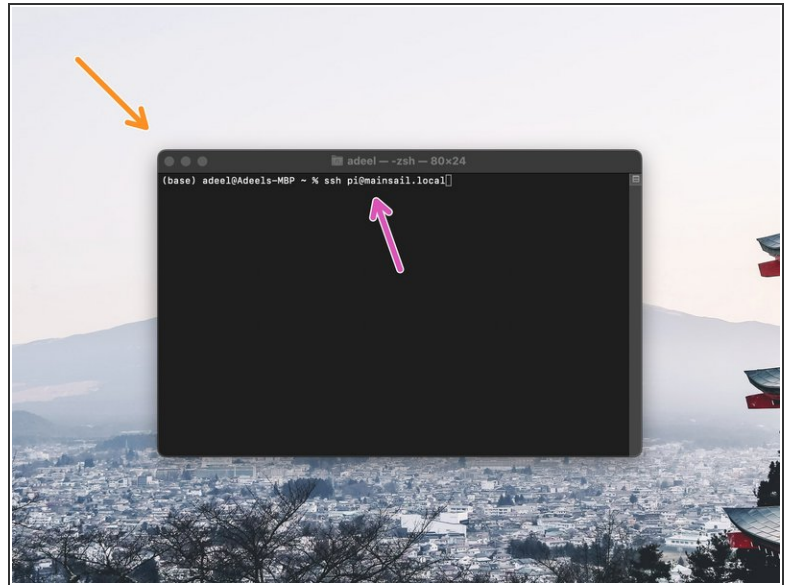 adeel — -zsh — 80×24
(base) adeel@Adeels-MBP ~ % ssh pi@mainsail.local